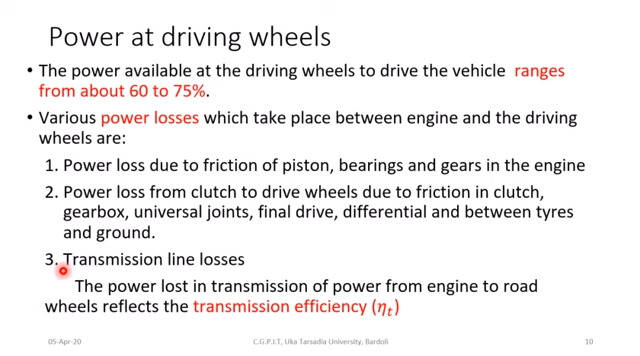 Power at driving wheels
• The power available at the driving wheels to drive the vehicle ranges
from about 60 to 75%.
• Various power losses which take place between engine and the driving
wheels are:
1. Power loss due to friction of piston, bearings and gears in the engine
2. Power loss from clutch to drive wheels due to friction in clutch,
gearbox, universal joints, final drive, differential and between tyres
and ground.
3. Transmission line losses
The power lost in transmission of power from engine to road
wheels reflects the transmission efficiency (ηt)
05-Apr-20 C.G.P.I.T, Uka Tarsadia University, Bardoli 10